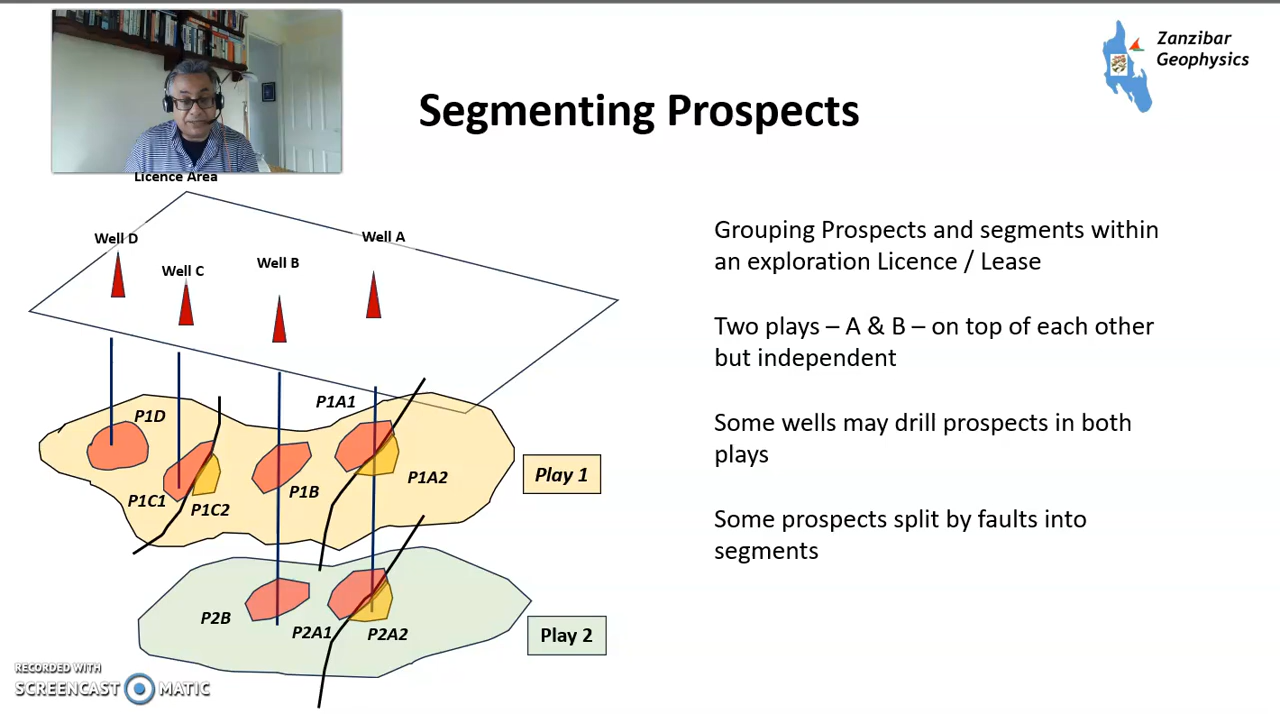 Zanzibar
Geophysics
Segmenting Prospects
Licence Area
Well D
Well C
Well B
Well A
P1D
P1C1
P1C2
P1B
P1A1
P1A2
Play 1
P2B
P2A1
P2A2
Play 2
Grouping Prospects and segments within
an exploration Licence / Lease
Two plays – A & B – on top of each other
but independent
Some wells may drill prospects in both
plays
Some prospects split by faults into
segments
RECORDED WITH
SCREENCAST MATIC